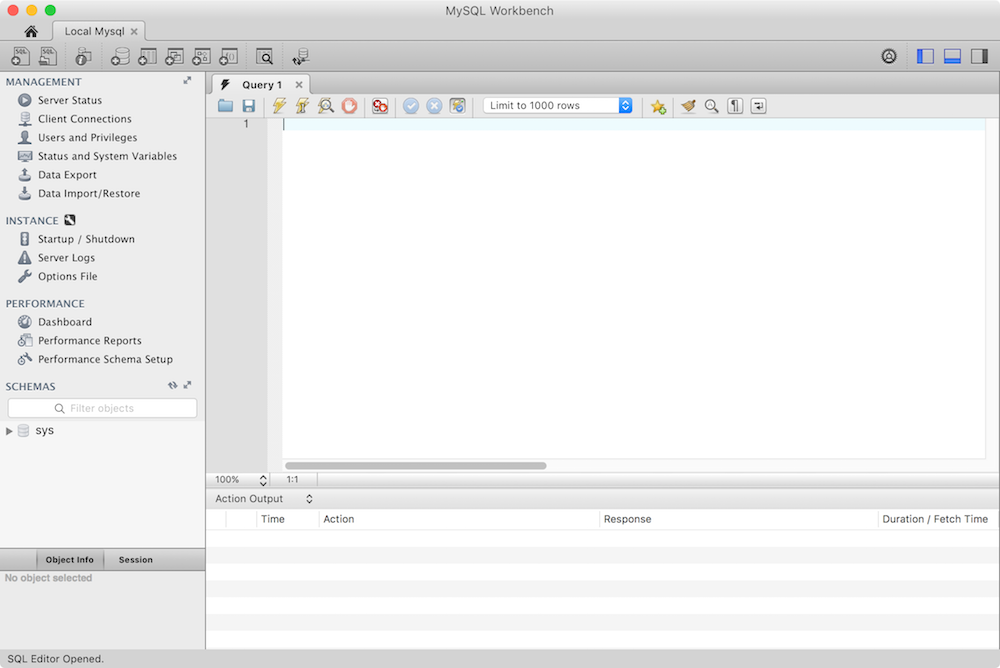 MySQL Workbench
Local Mysql
SQL SQL
MANAGEMENT
Server Status
Client Connections
Users and Privileges
Status and System Variables
Data Export
Data Import/Restore
INSTANCE
Startup / Shutdown
Server Logs
Options File
PERFORMANCE
Dashboard
Performance Reports
Performance Schema Setup
SCHEMAS
Filter objects
sys
Object Info Session
No object selected
Query 1
Limit to 1000 rows
1
100% 1:1
Action Output
Time Action Response Duration / Fetch Time
SQL Editor Opened.